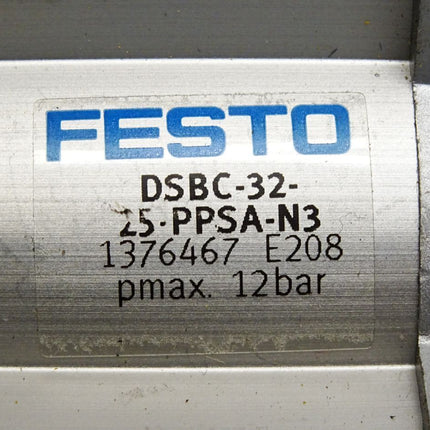 FESTO
DSBC-32-
25-PPSA-N3
1376467 E208
pmax. 12bar